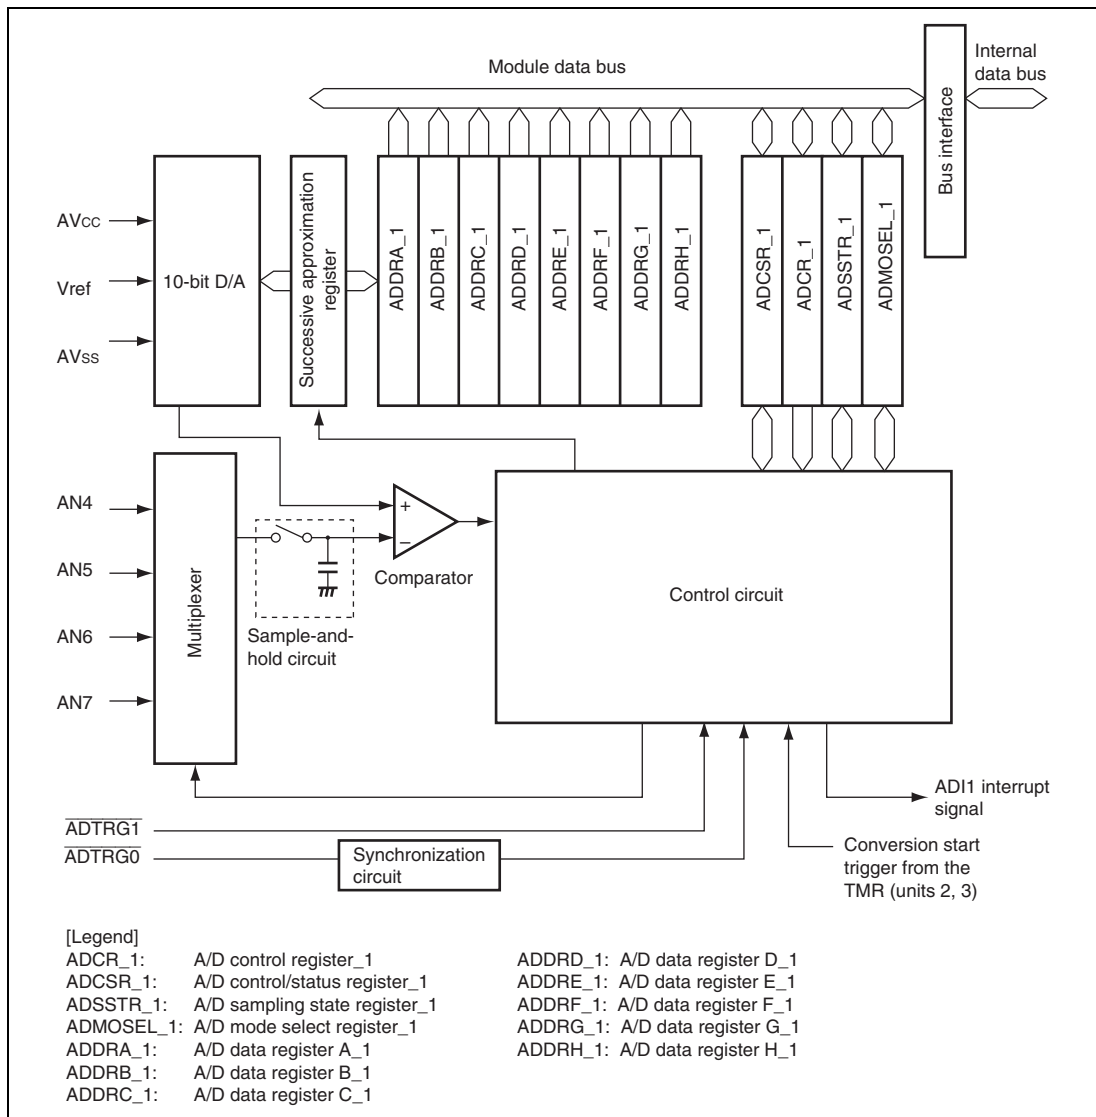 Module data bus
Internal
data bus
Bus interface
AVCC
Vref
AVSS
10-bit D/A
Successive approximation
register
ADDRA_1
ADDRB_1
ADDRC_1
ADDRD_1
ADDRE_1
ADDRF_1
ADDRG_1
ADDRH_1
ADCSR_1
ADCR_1
ADSSTR_1
ADMOSEL_1
AN4
AN5
AN6
AN7
Multiplexer
+
–
Comparator
Sample-and-
hold circuit
Control circuit
ADI1 interrupt
signal
ADTRG1
ADTRG0
Synchronization
circuit
Conversion start
trigger from the
TMR (units 2, 3)
[Legend]
ADCR_1: A/D control register_1
ADCSR_1: A/D control/status register_1
ADSSTR_1: A/D sampling state register_1
ADMOSEL_1: A/D mode select register_1
ADDRA_1: A/D data register A_1
ADDRB_1: A/D data register B_1
ADDRC_1: A/D data register C_1
ADDRD_1: A/D data register D_1
ADDRE_1: A/D data register E_1
ADDRF_1: A/D data register F_1
ADDRG_1: A/D data register G_1
ADDRH_1: A/D data register H_1